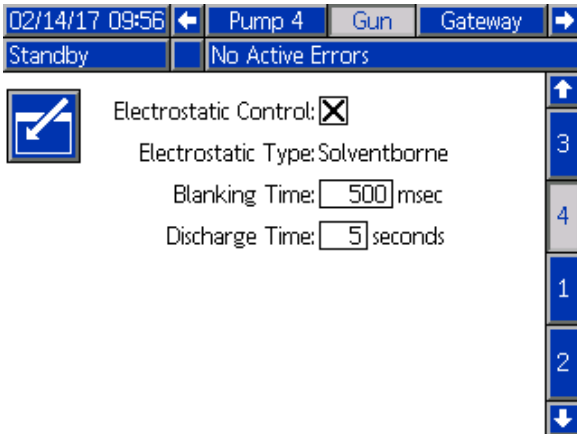 02/14/17 09:56 Pump 4 Gun Gateway
Standby No Active Errors
Electrostatic Control:
Electrostatic Type: Solventborne
Blanking Time: 500 msec
Discharge Time: 5 seconds
3
4
1
2